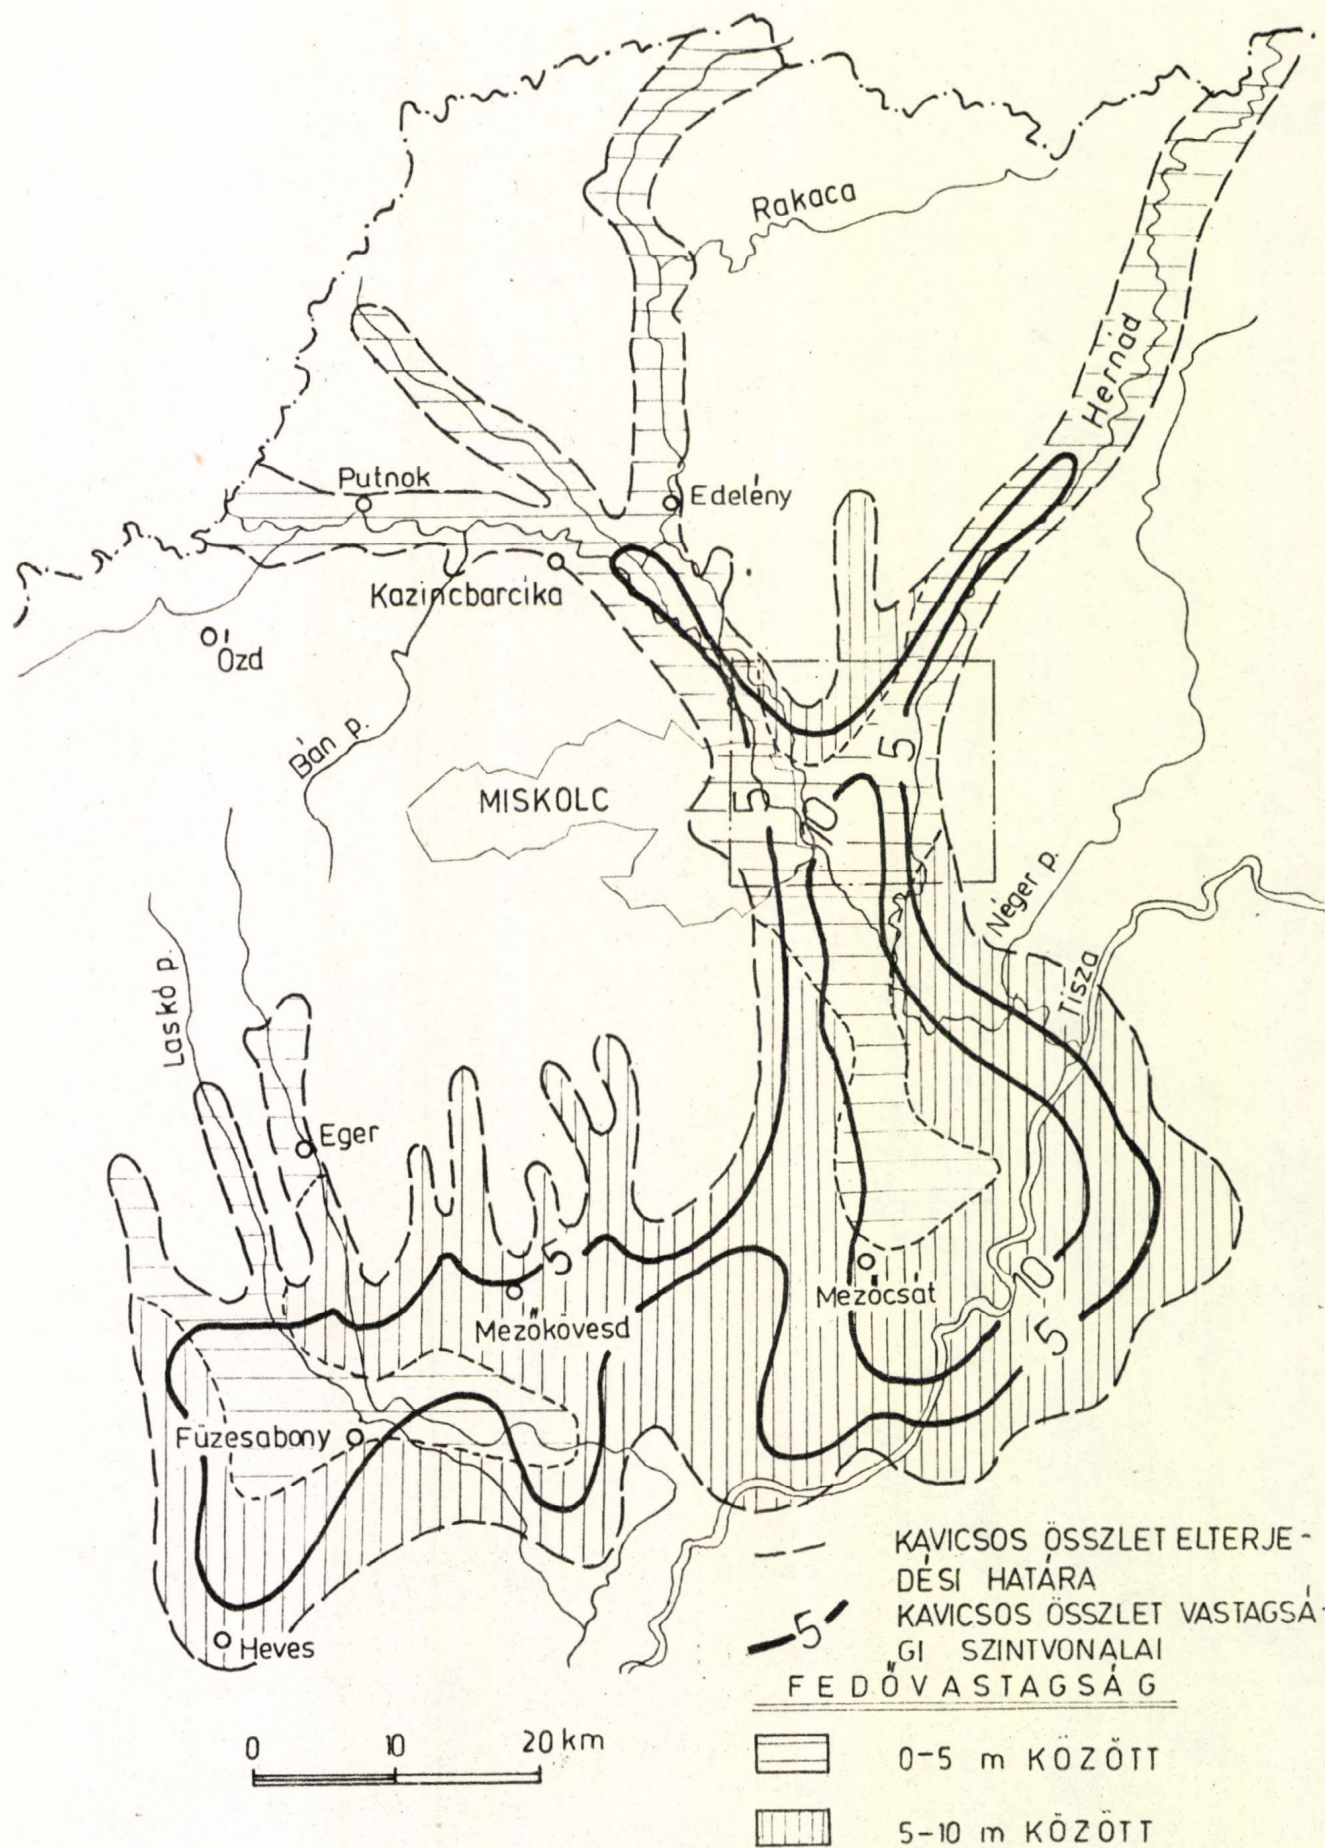 Rakaca
Hernád
Putnok
Edelény
Kazincbarcika
Ózd
Bán p.
5
MISKOLC
5
10
Néger p.
Tisza
Laskó p.
Eger
5
Mezőcsát
10
Mezőkövesd
5
Füzesabony
Heves
KAVICSOS ÖSSZLET ELTERJE-
DÉSI HATÁRA
5
KAVICSOS ÖSSZLET VASTAGSÁ-
GI SZINTVONALAI
FEDŐVASTAGSÁG
0 10 20 km
0-5 m KÖZÖTT
5-10 m KÖZÖTT